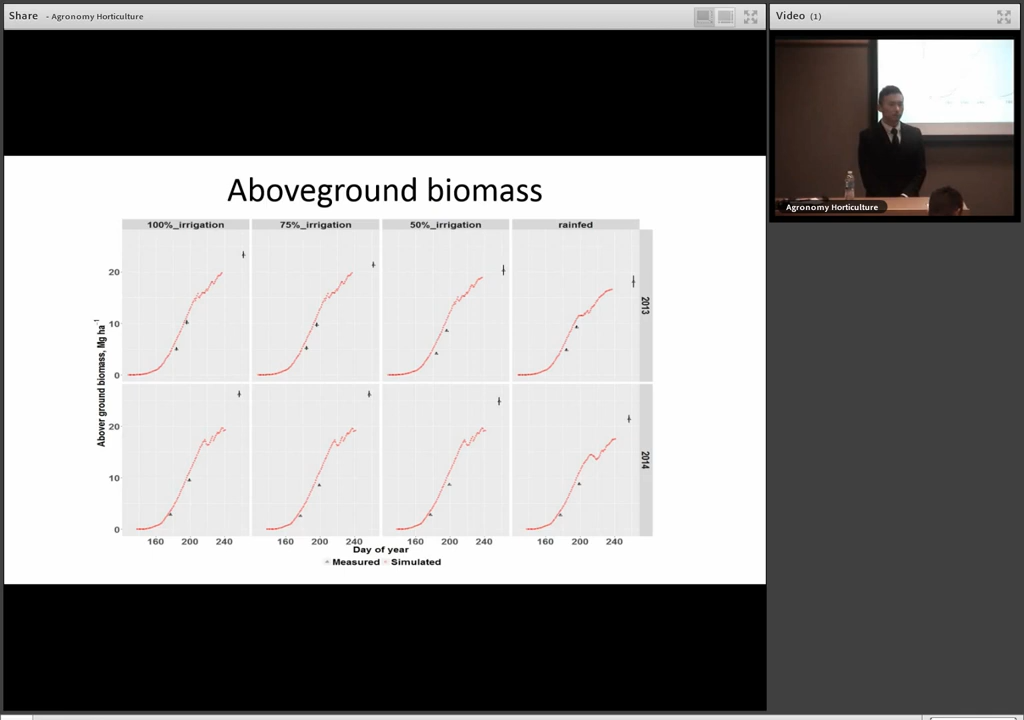 Share - Agronomy Horticulture
Video (1)
Agronomy Horticulture
Aboveground biomass
100%_irrigation 75%_irrigation 50%_irrigation rainfed
20
10
0
2013
Abover ground biomass, Mg ha-1
20
10
0
2014
160 200 240 160 200 240 160 200 240 160 200 240
Day of year
Measured Simulated